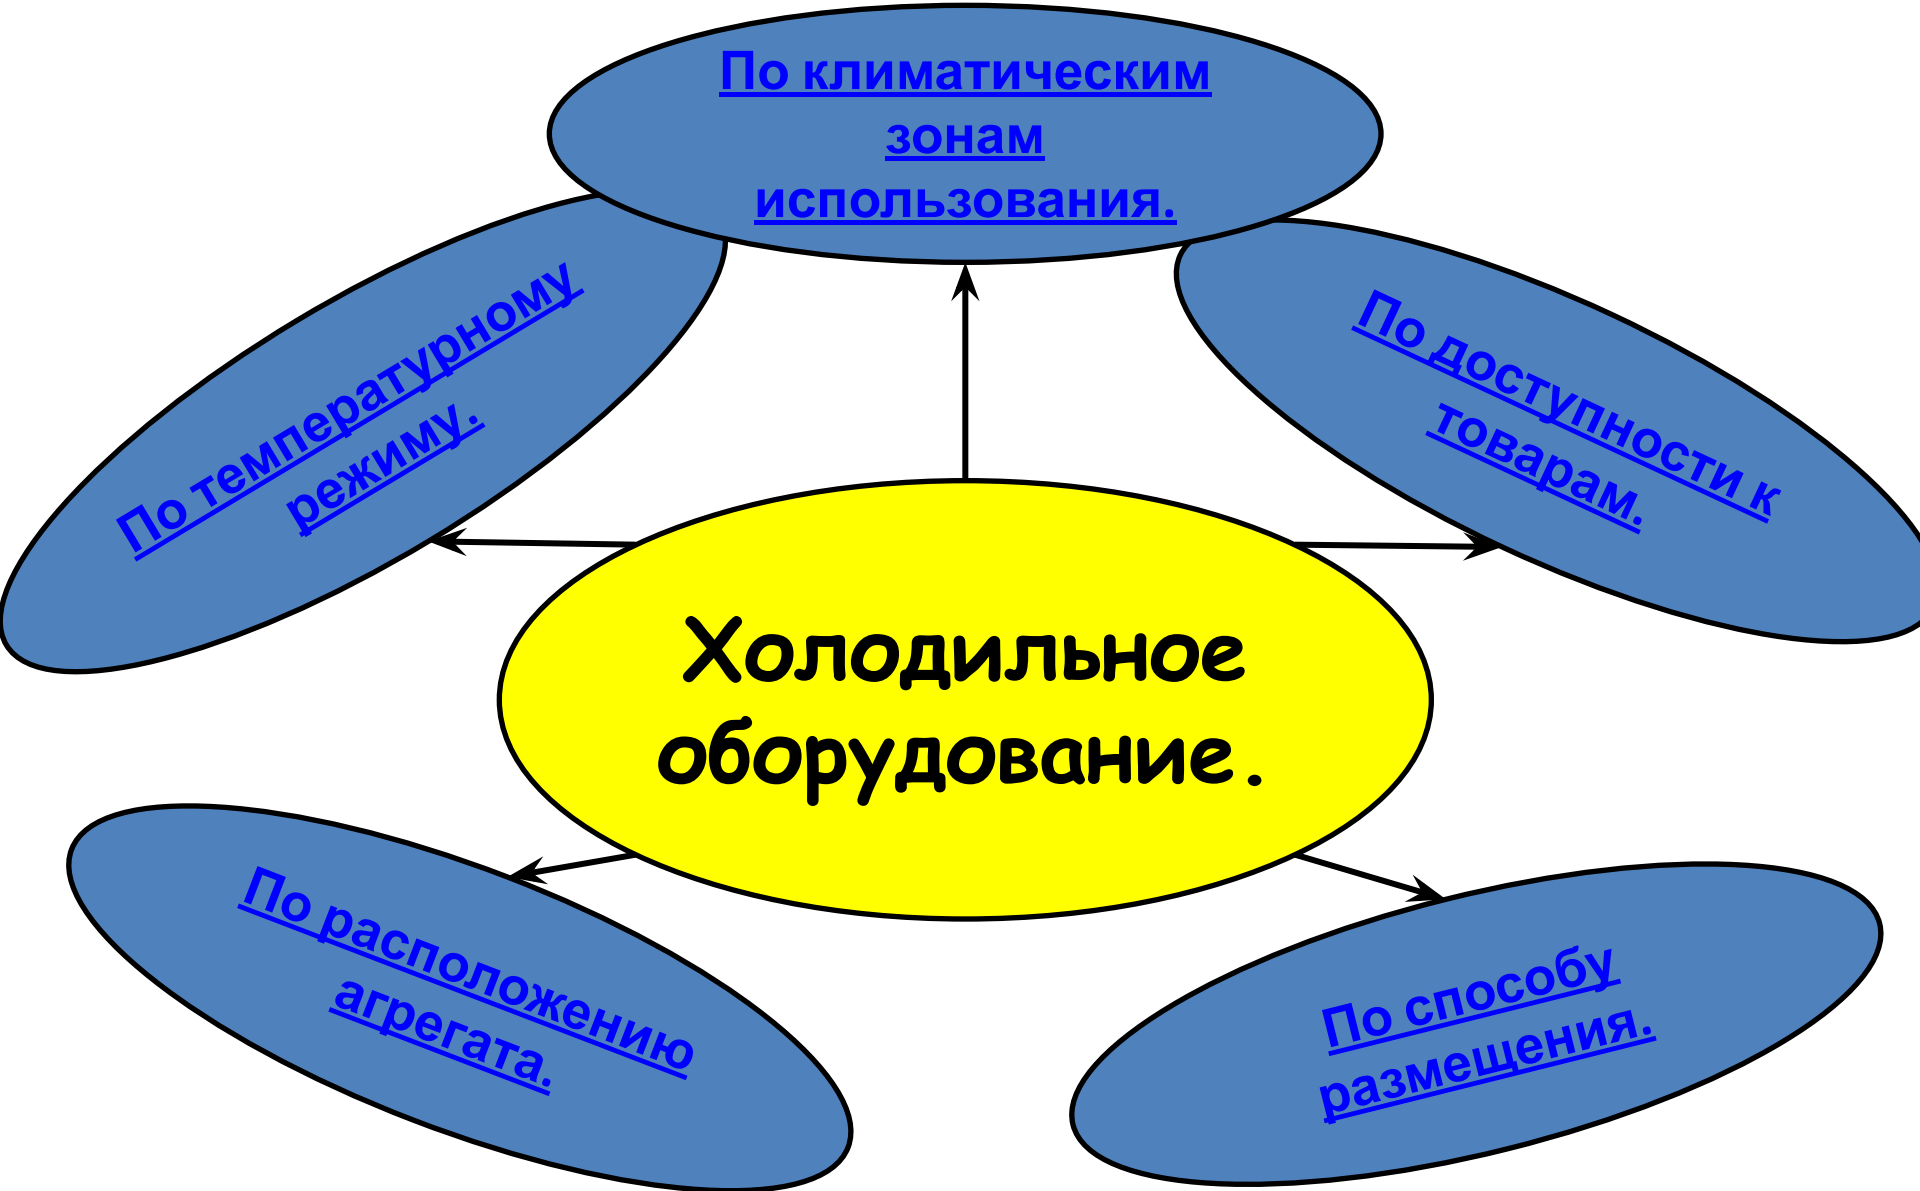 По климатическим
зонам
использования.
По температурному
режиму.
По доступности к
товарам.
Холодильное
оборудование.
По расположению
агрегата.
По способу
размещения.